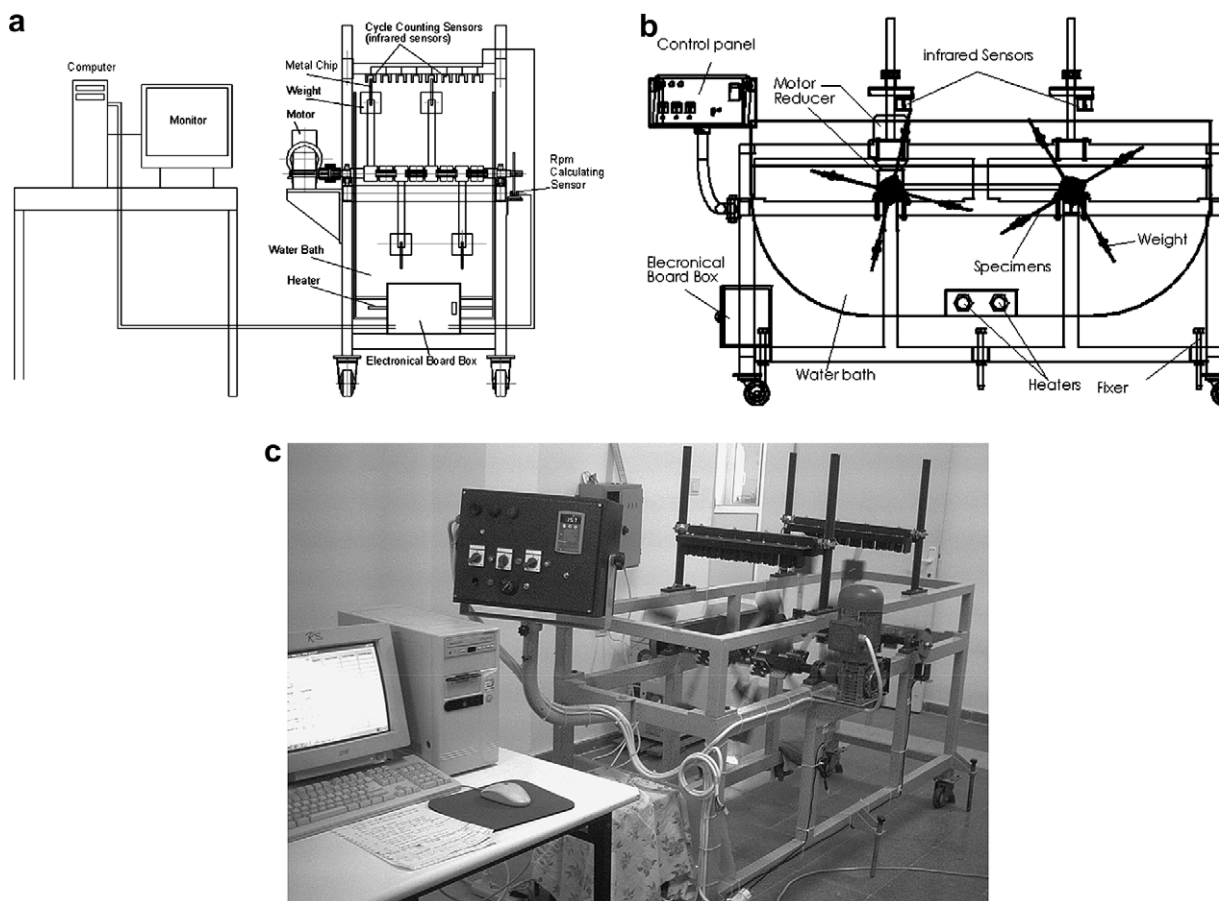 a
Cycle Counting Sensors
(infrared sensors)
Computer
Metal Chip
Weight
Motor
Monitor
Rpm
Calculating
Sensor
Water Bath
Heater
Electronical Board Box
b
Control panel
infrared Sensors
Motor
Reducer
Weight
Specimens
Elecronical
Board Box
Water bath
Heaters
Fixer
c
RS